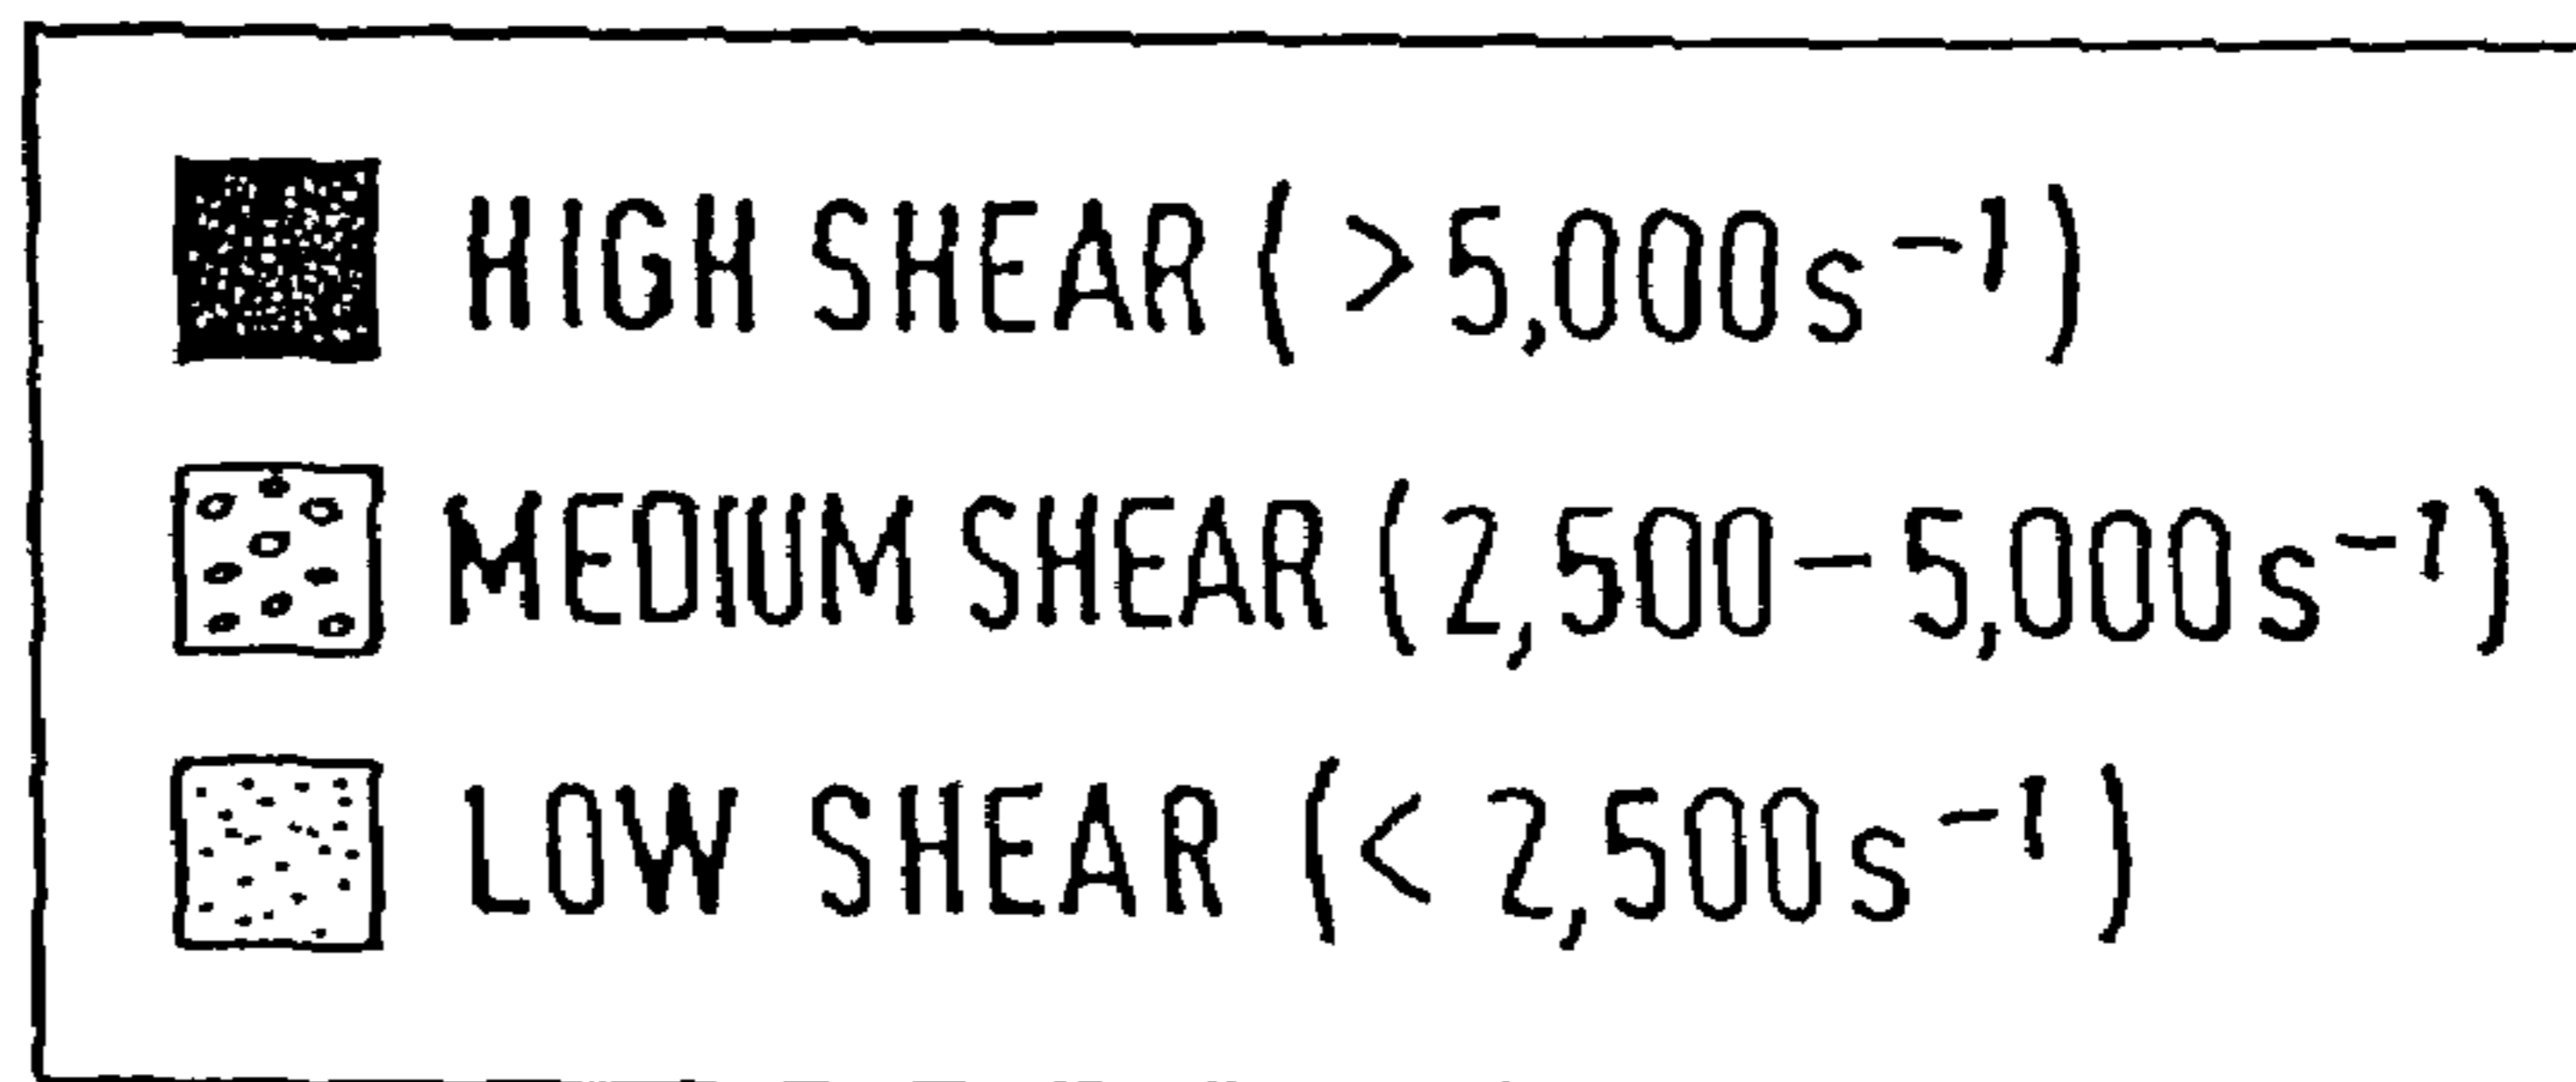 HIGH SHEAR (>5,000s⁻¹)
MEDIUM SHEAR (2,500–5,000s⁻¹)
LOW SHEAR (<2,500s⁻¹)